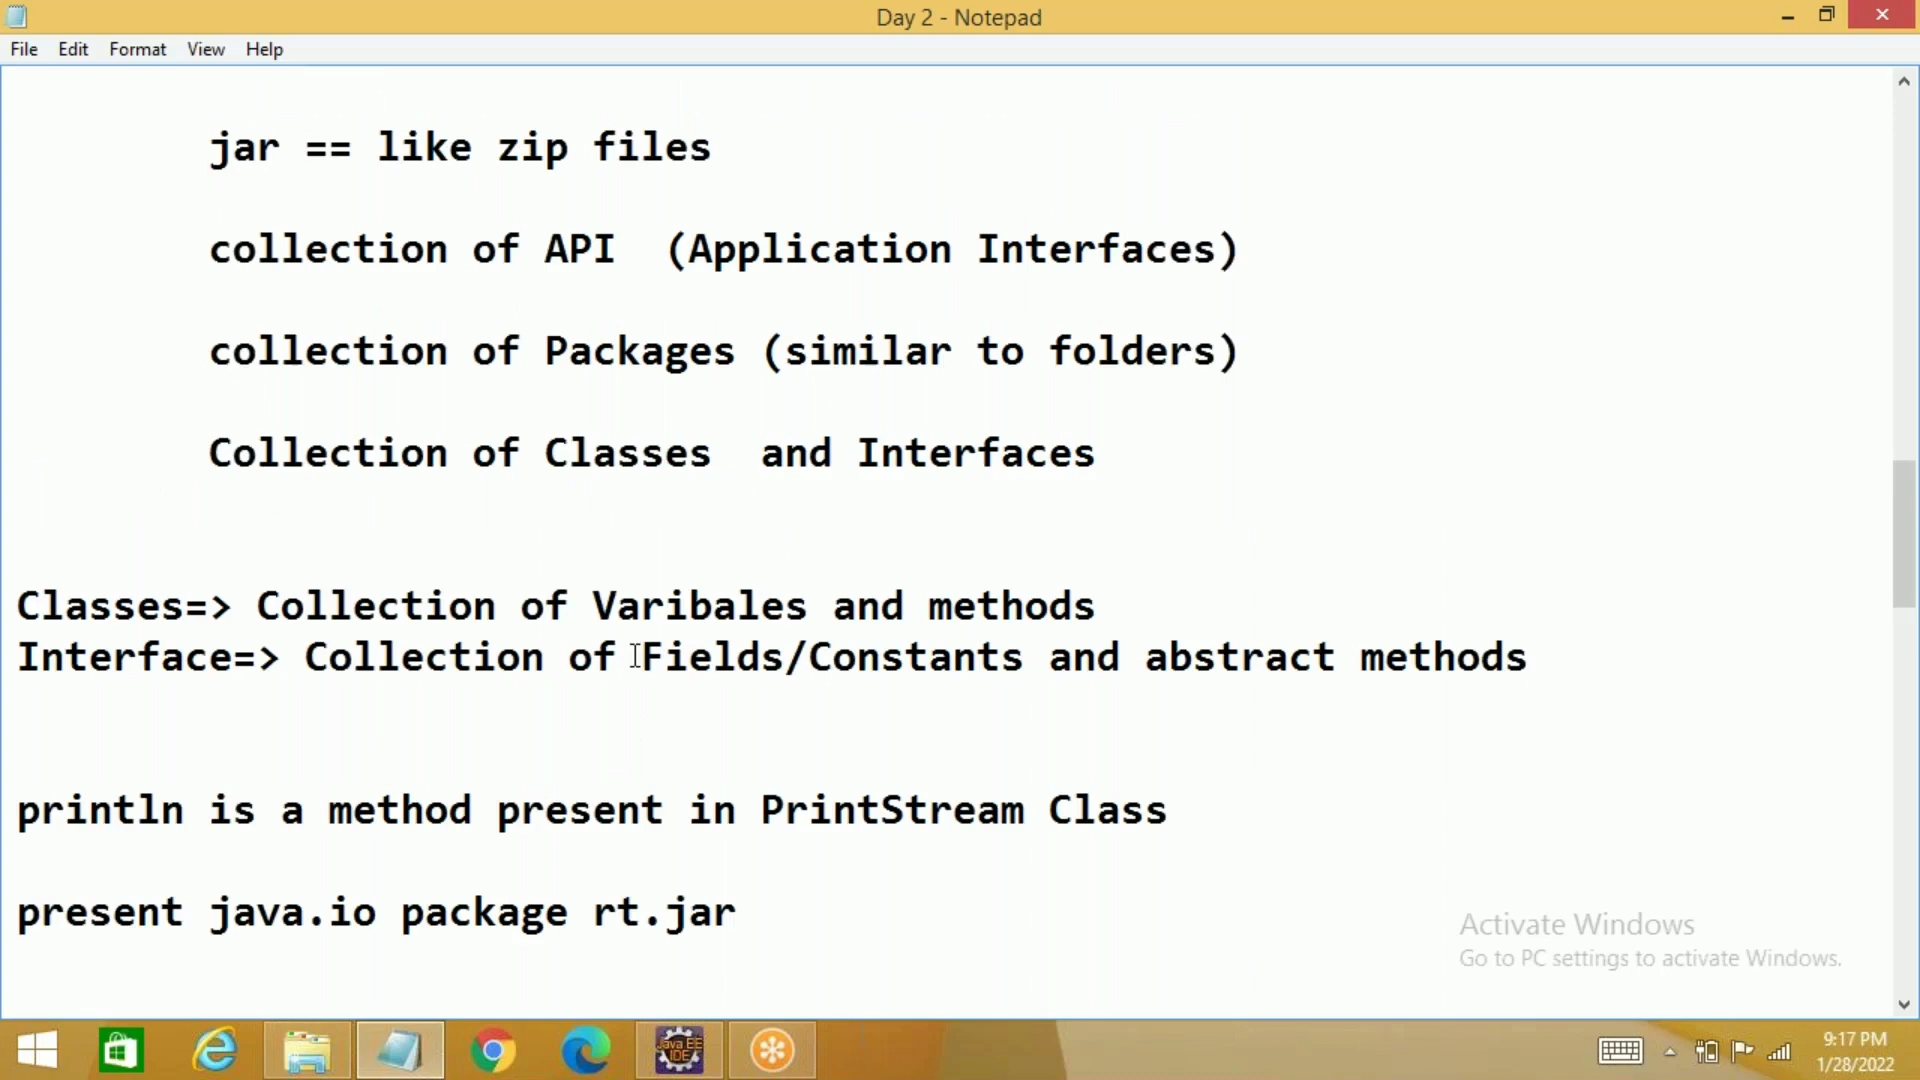 Day 2 - Notepad
File Edit Format View Help
jar == like zip files
collection of API (Application Interfaces)
collection of Packages (similar to folders)
Collection of Classes and Interfaces
Classes=> Collection of Varibales and methods
Interface=> Collection of Fields/Constants and abstract methods
println is a method present in PrintStream Class
present java.io package rt.jar
Activate Windows
Go to PC settings to activate Windows.
Java EE
IDE
9:17 PM
1/28/2022